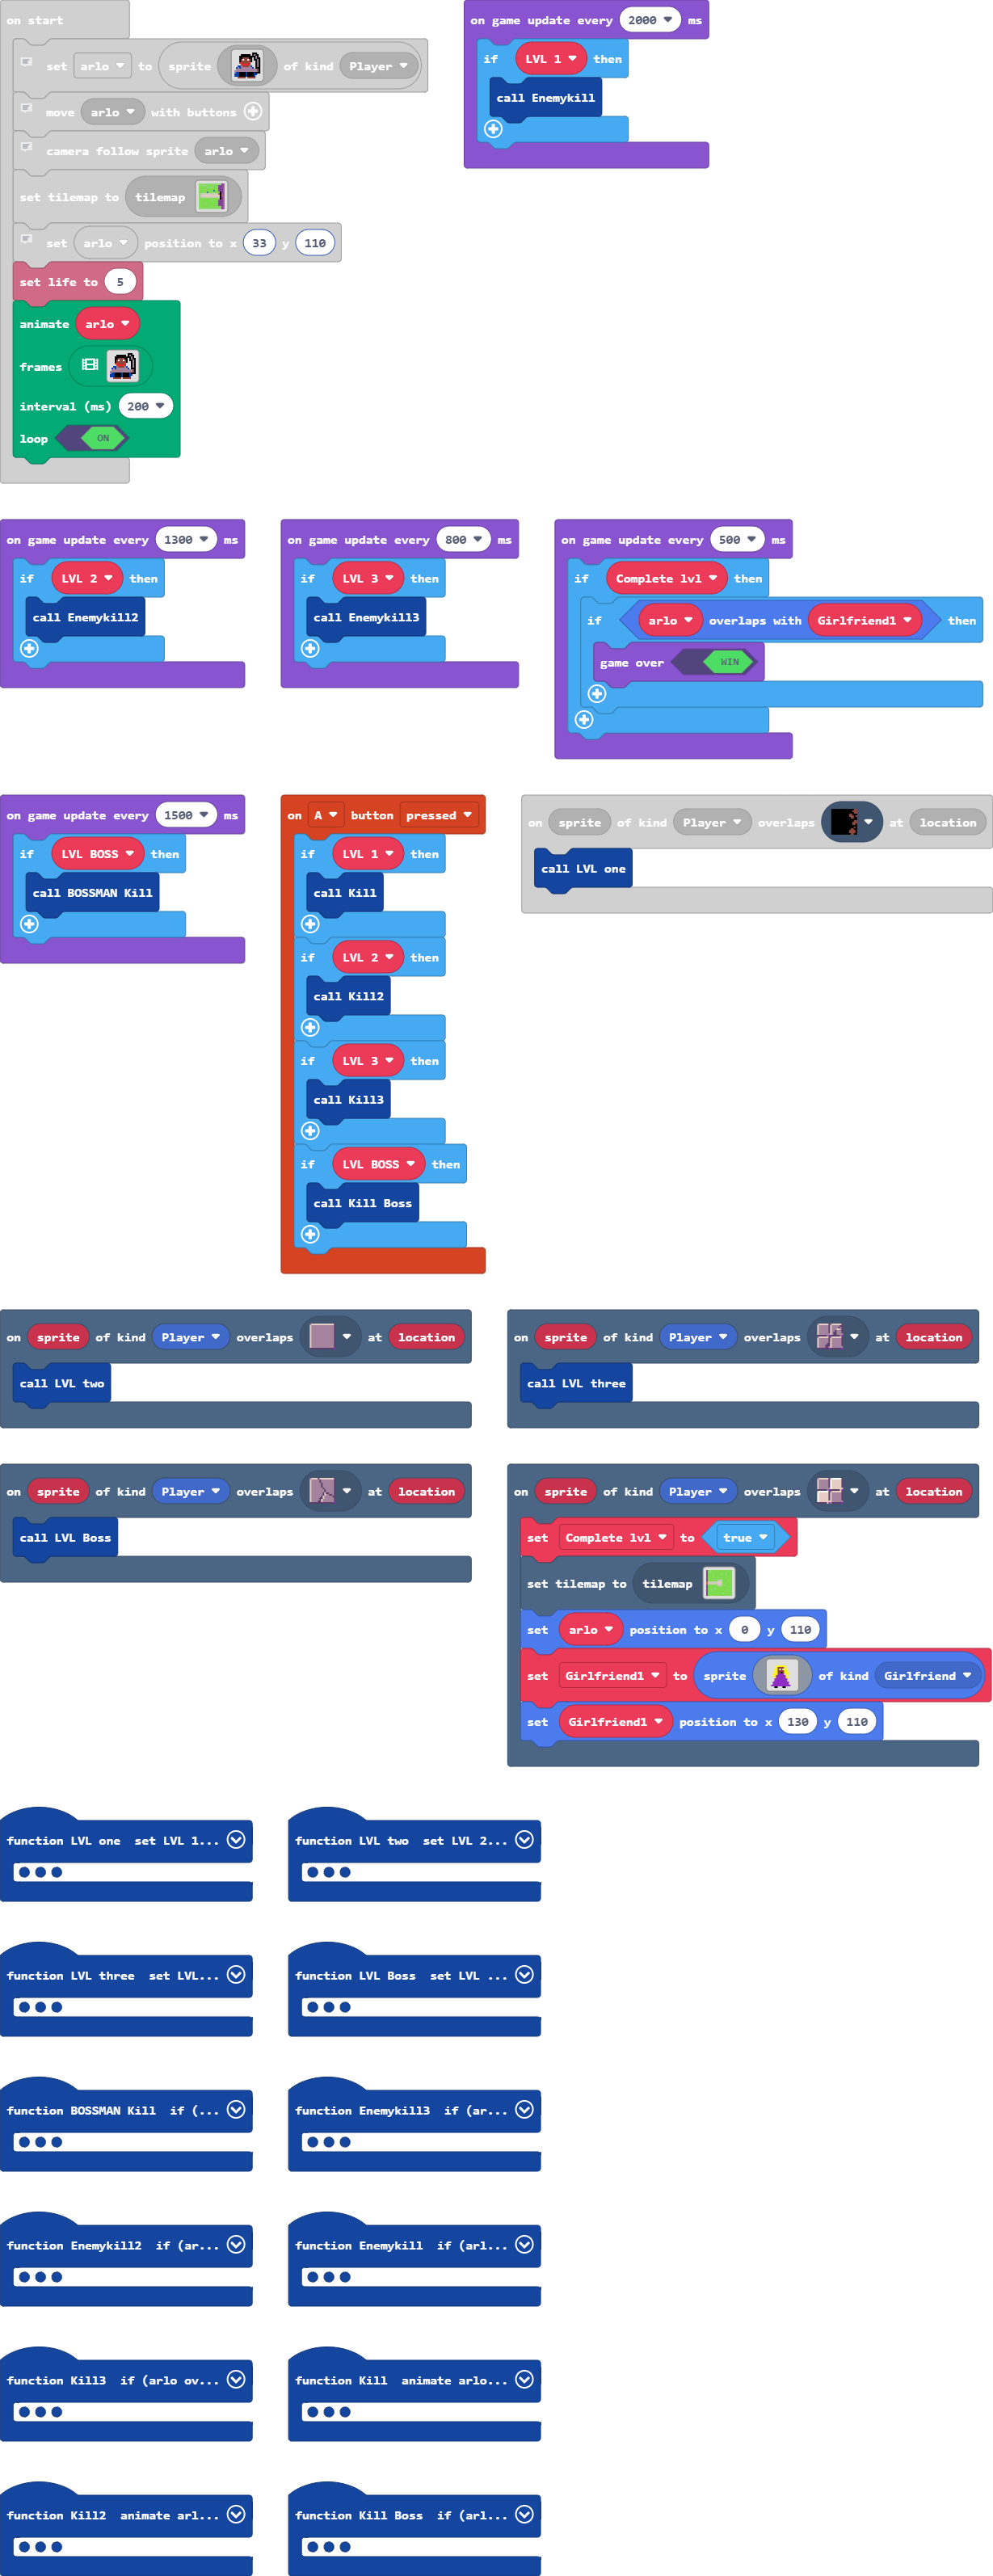 on start
set arlo to sprite of kind Player
move arlo with buttons
camera follow sprite arlo
set tilemap to tilemap
set arlo position to x 33 y 110
set life to 5
animate arlo
frames
interval (ms) 200
loop ON
on game update every 2000 ms
if LVL 1 then
call Enemykill
on game update every 1300 ms
if LVL 2 then
call Enemykill2
on game update every 800 ms
if LVL 3 then
call Enemykill3
on game update every 500 ms
if Complete lvl then
if arlo overlaps with Girlfriend1 then
game over WIN
on game update every 1500 ms
if LVL BOSS then
call BOSSMAN Kill
on A button pressed
if LVL 1 then
call Kill
if LVL 2 then
call Kill2
if LVL 3 then
call Kill3
if LVL BOSS then
call Kill Boss
on sprite of kind Player overlaps at location
call LVL one
on sprite of kind Player overlaps at location
call LVL two
on sprite of kind Player overlaps at location
call LVL three
on sprite of kind Player overlaps at location
call LVL Boss
on sprite of kind Player overlaps at location
set Complete lvl to true
set tilemap to tilemap
set arlo position to x 0 y 110
set Girlfriend1 to sprite of kind Girlfriend
set Girlfriend1 position to x 130 y 110
function LVL one set LVL 1...
function LVL two set LVL 2...
function LVL three set LVL...
function LVL Boss set LVL ...
function BOSSMAN Kill if (...
function Enemykill3 if (ar...
function Enemykill2 if (ar...
function Enemykill if (arl...
function Kill3 if (arlo ov...
function Kill animate arlo...
function Kill2 animate arl...
function Kill Boss if (arl...